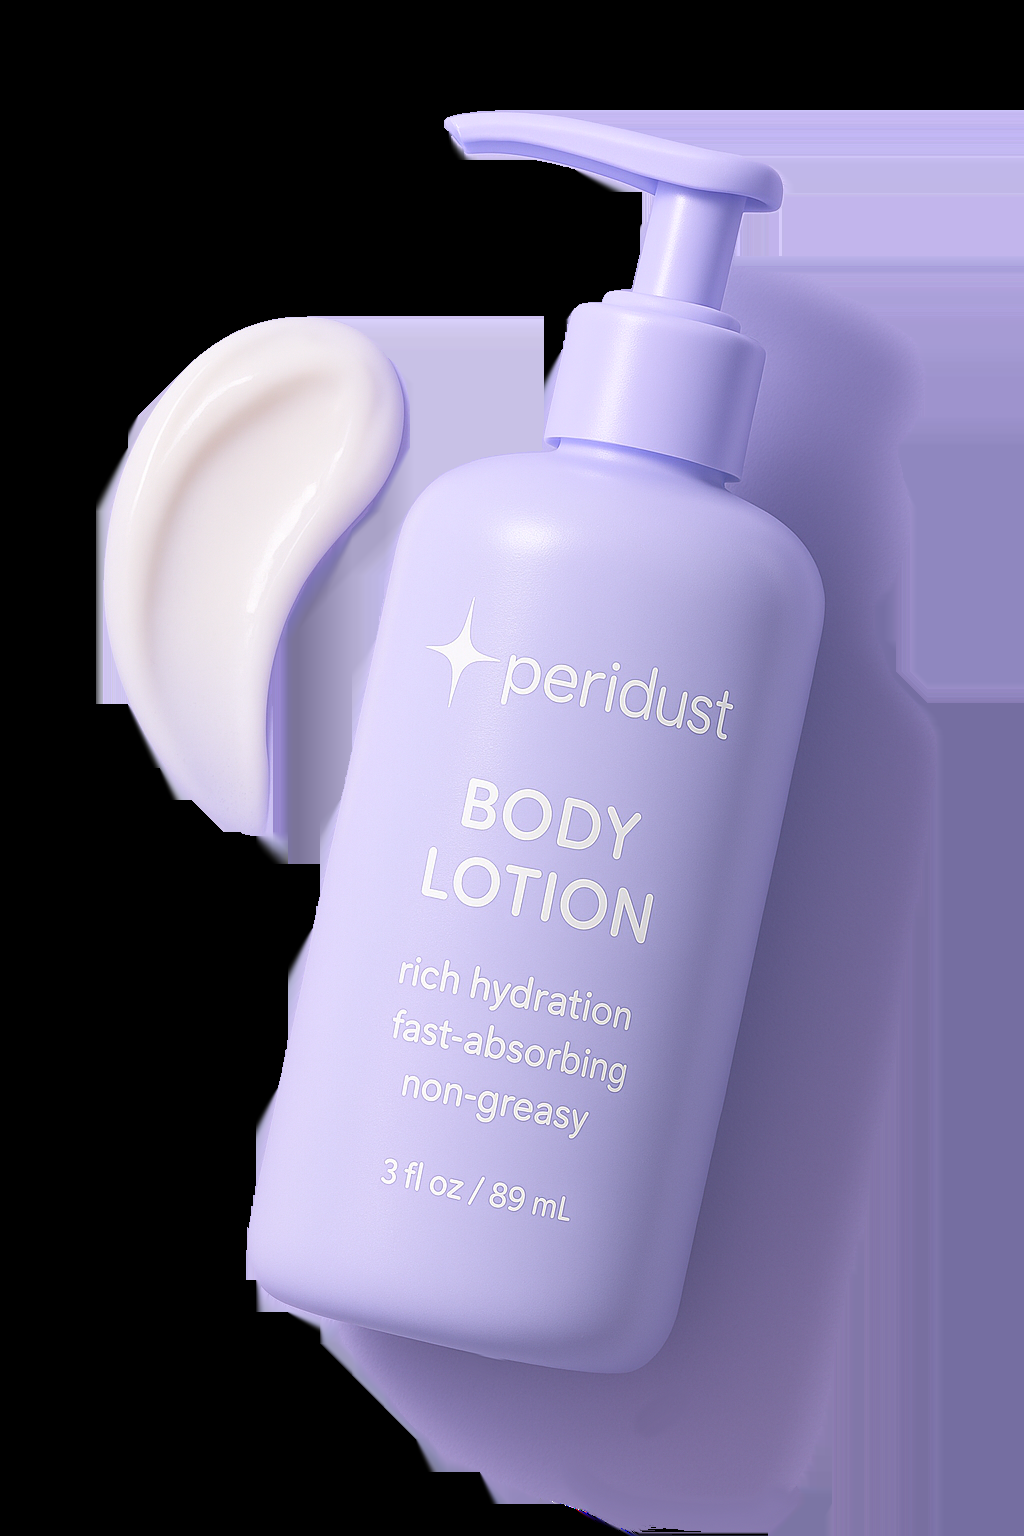 peridust
BODY
LOTION
rich hydration
fast-absorbing
non-greasy
3 fl oz / 89 mL